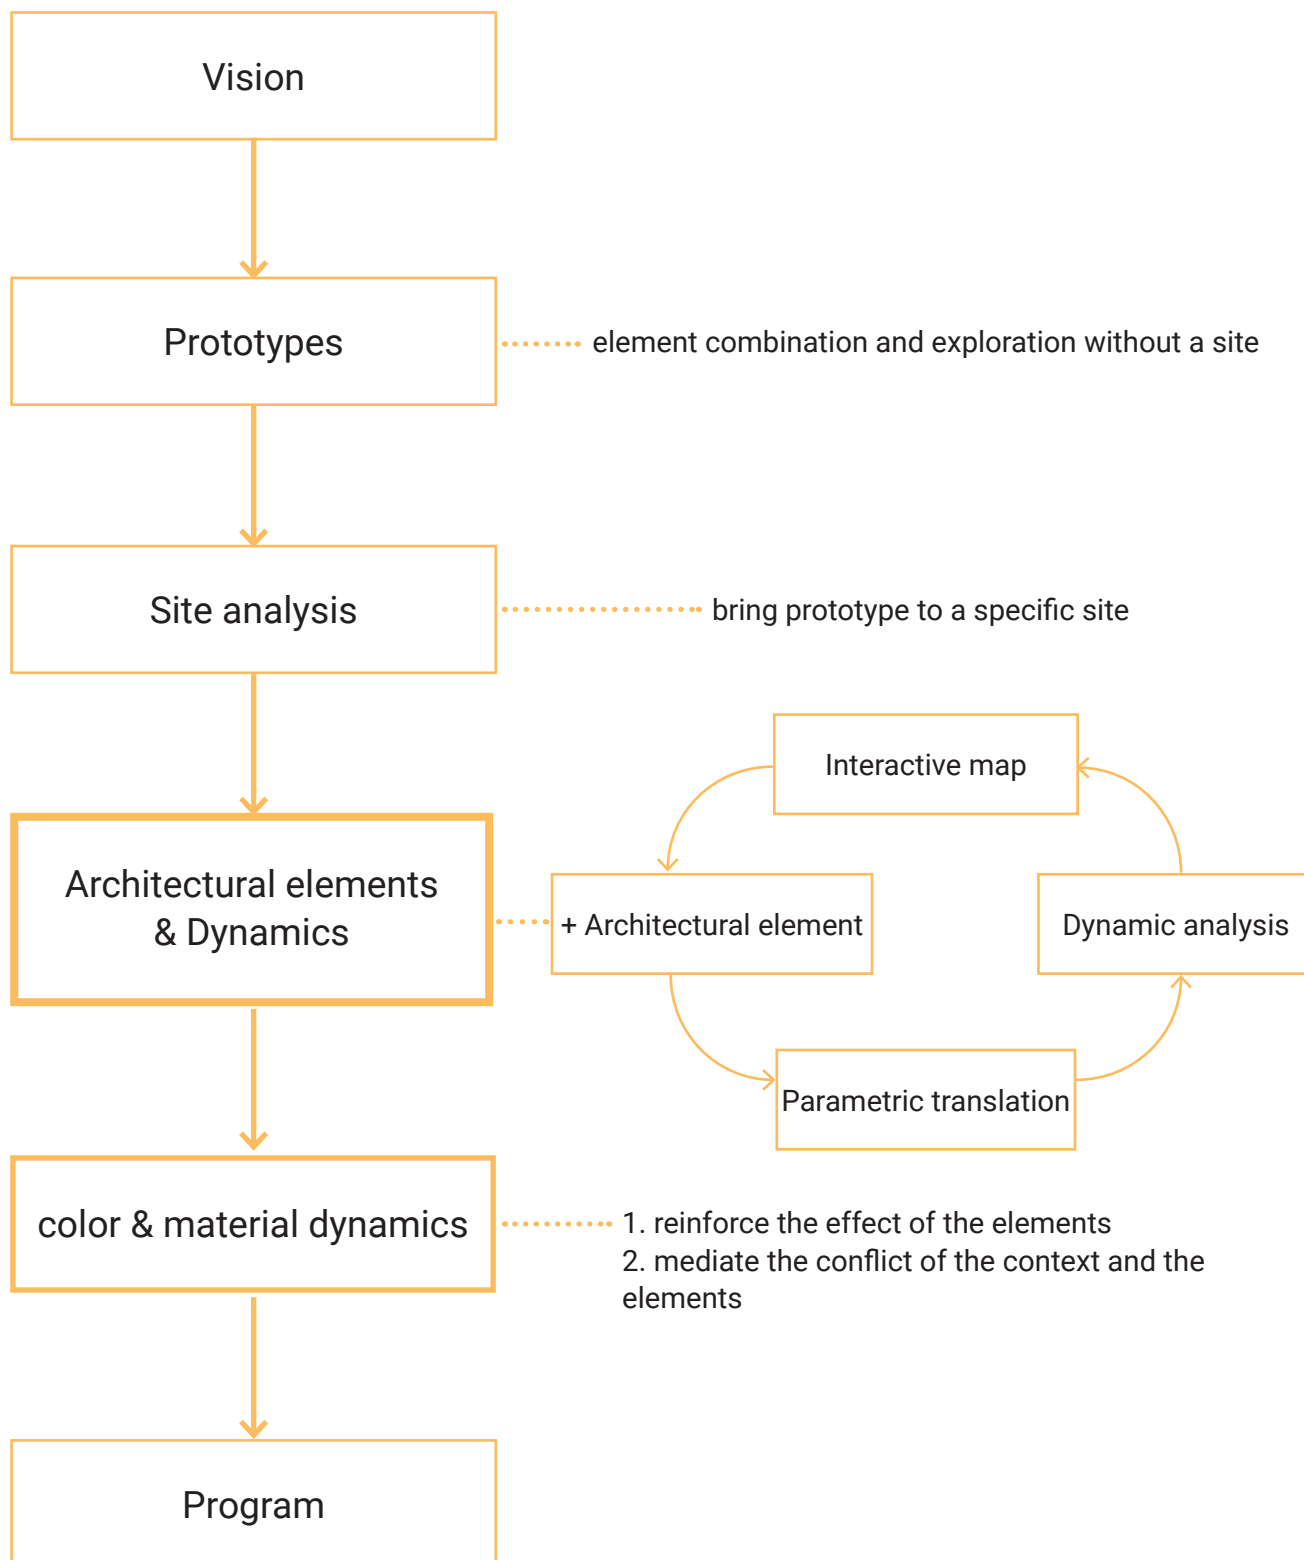 Vision
Prototypes
element combination and exploration without a site
Site analysis
bring prototype to a specific site
Interactive map
Architectural elements
& Dynamics
+ Architectural element
Dynamic analysis
Parametric translation
color & material dynamics
1. reinforce the effect of the elements
2. mediate the conflict of the context and the
elements
Program